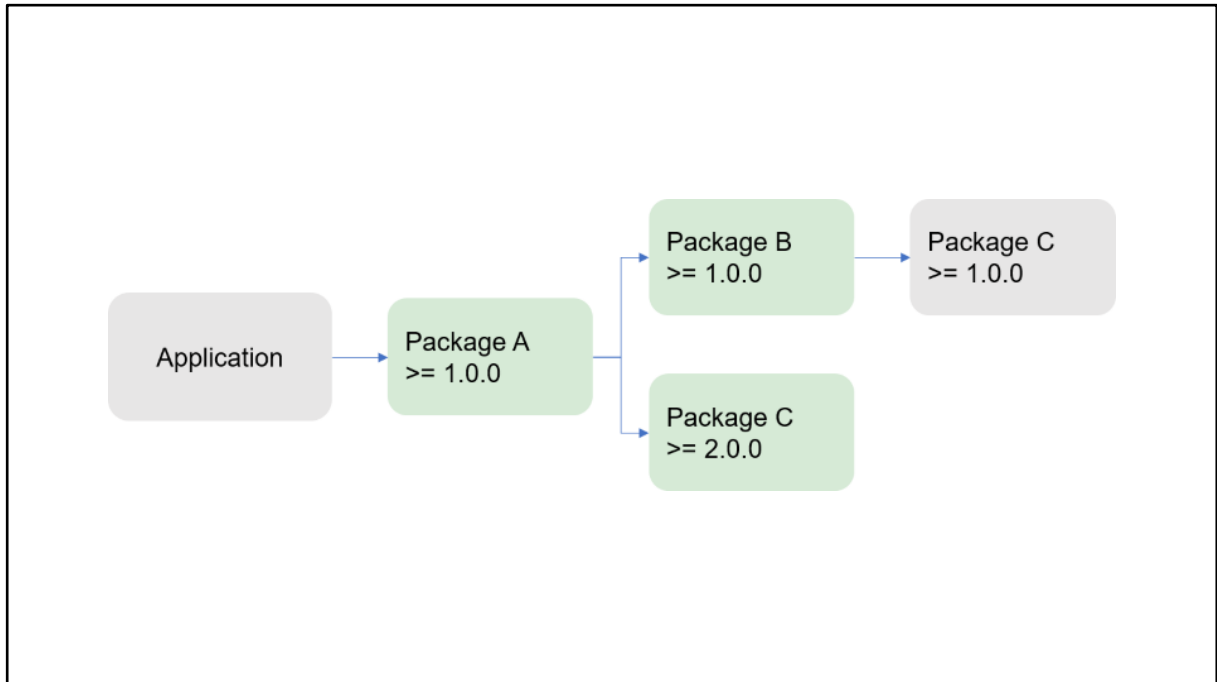 Application
Package A
>= 1.0.0
Package B
>= 1.0.0
Package C
>= 1.0.0
Package C
>= 2.0.0